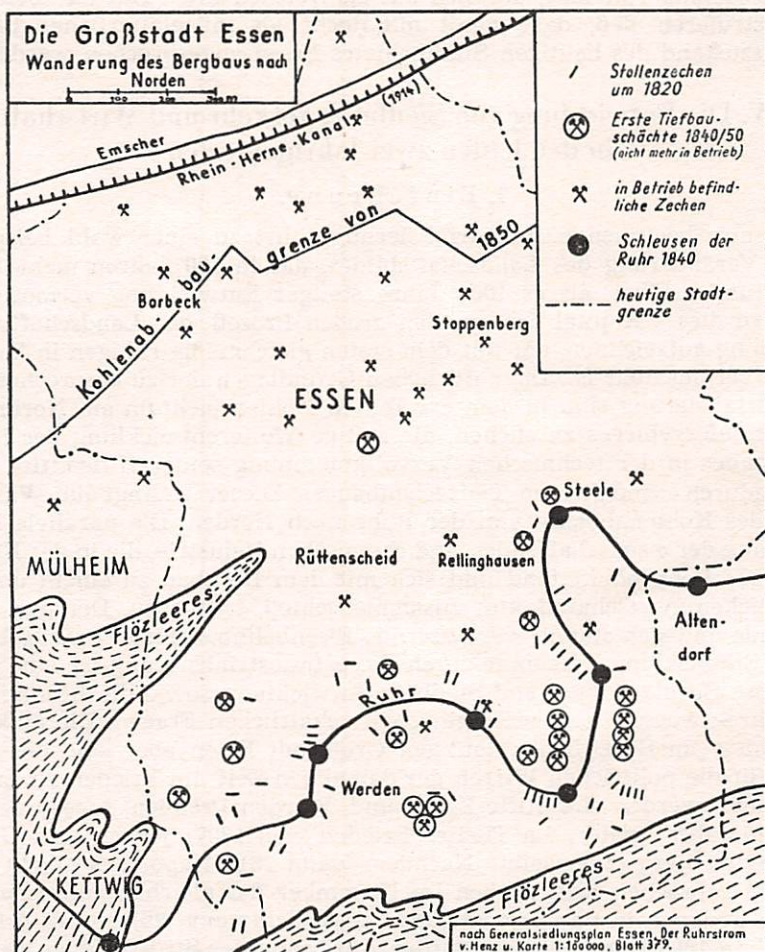 Die Großstadt Essen
Wanderung des Bergbaus nach
Norden
0 100 200 300m
Stollenzechen
um 1820
Erste Tiefbau-
schächte 1840/50
(nicht mehr in Betrieb)
in Betrieb befind-
liche Zechen
Schleusen der
Ruhr 1840
heutige Stadt-
grenze
Emscher
Rhein-Herne-Kanal (1914)
Kohlenabbau-
grenze von 1850
Borbeck
Stoppenberg
ESSEN
Steele
Rüttenscheid
Rellinghausen
MÜLHEIM
Flözleeres
Alten-
dorf
Ruhr
Werden
KETTWIG
Flözleeres
nach Generalsiedlungsplan Essen, Der Ruhrstrom
v. Henz u. Karte 1:100000, Blatt 379.